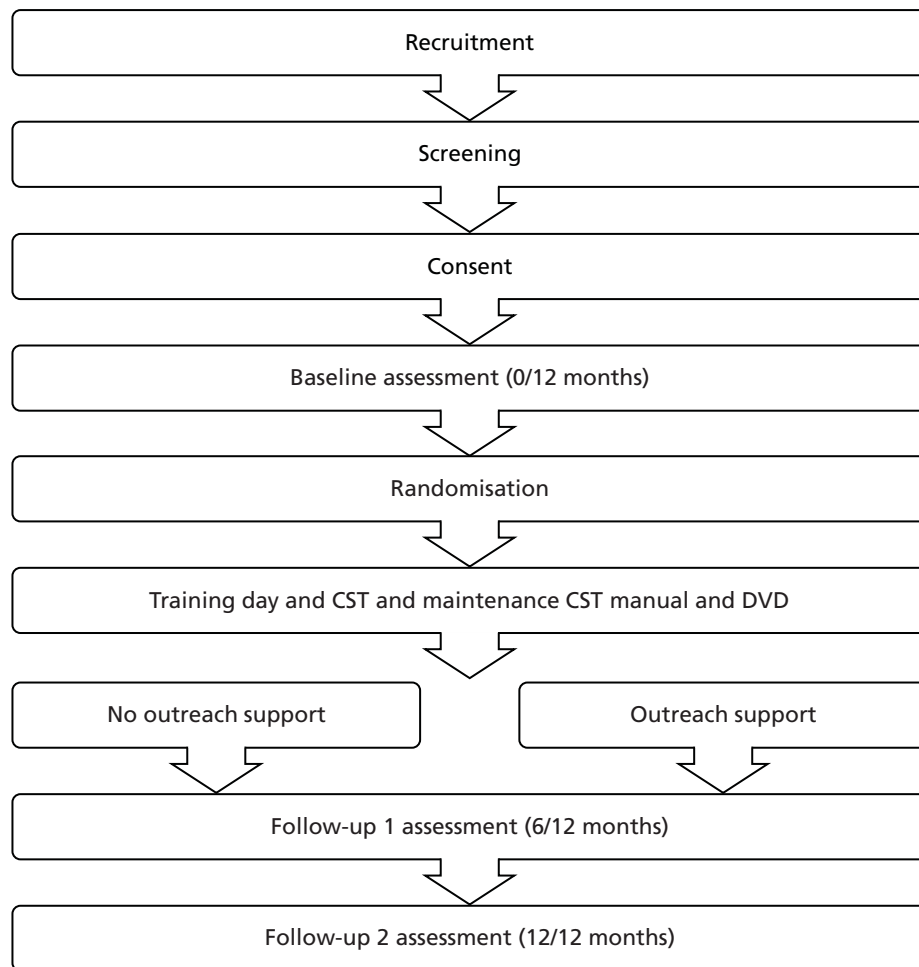 Recruitment
Screening
Consent
Baseline assessment (0/12 months)
Randomisation
Training day and CST and maintenance CST manual and DVD
No outreach support
Outreach support
Follow-up 1 assessment (6/12 months)
Follow-up 2 assessment (12/12 months)